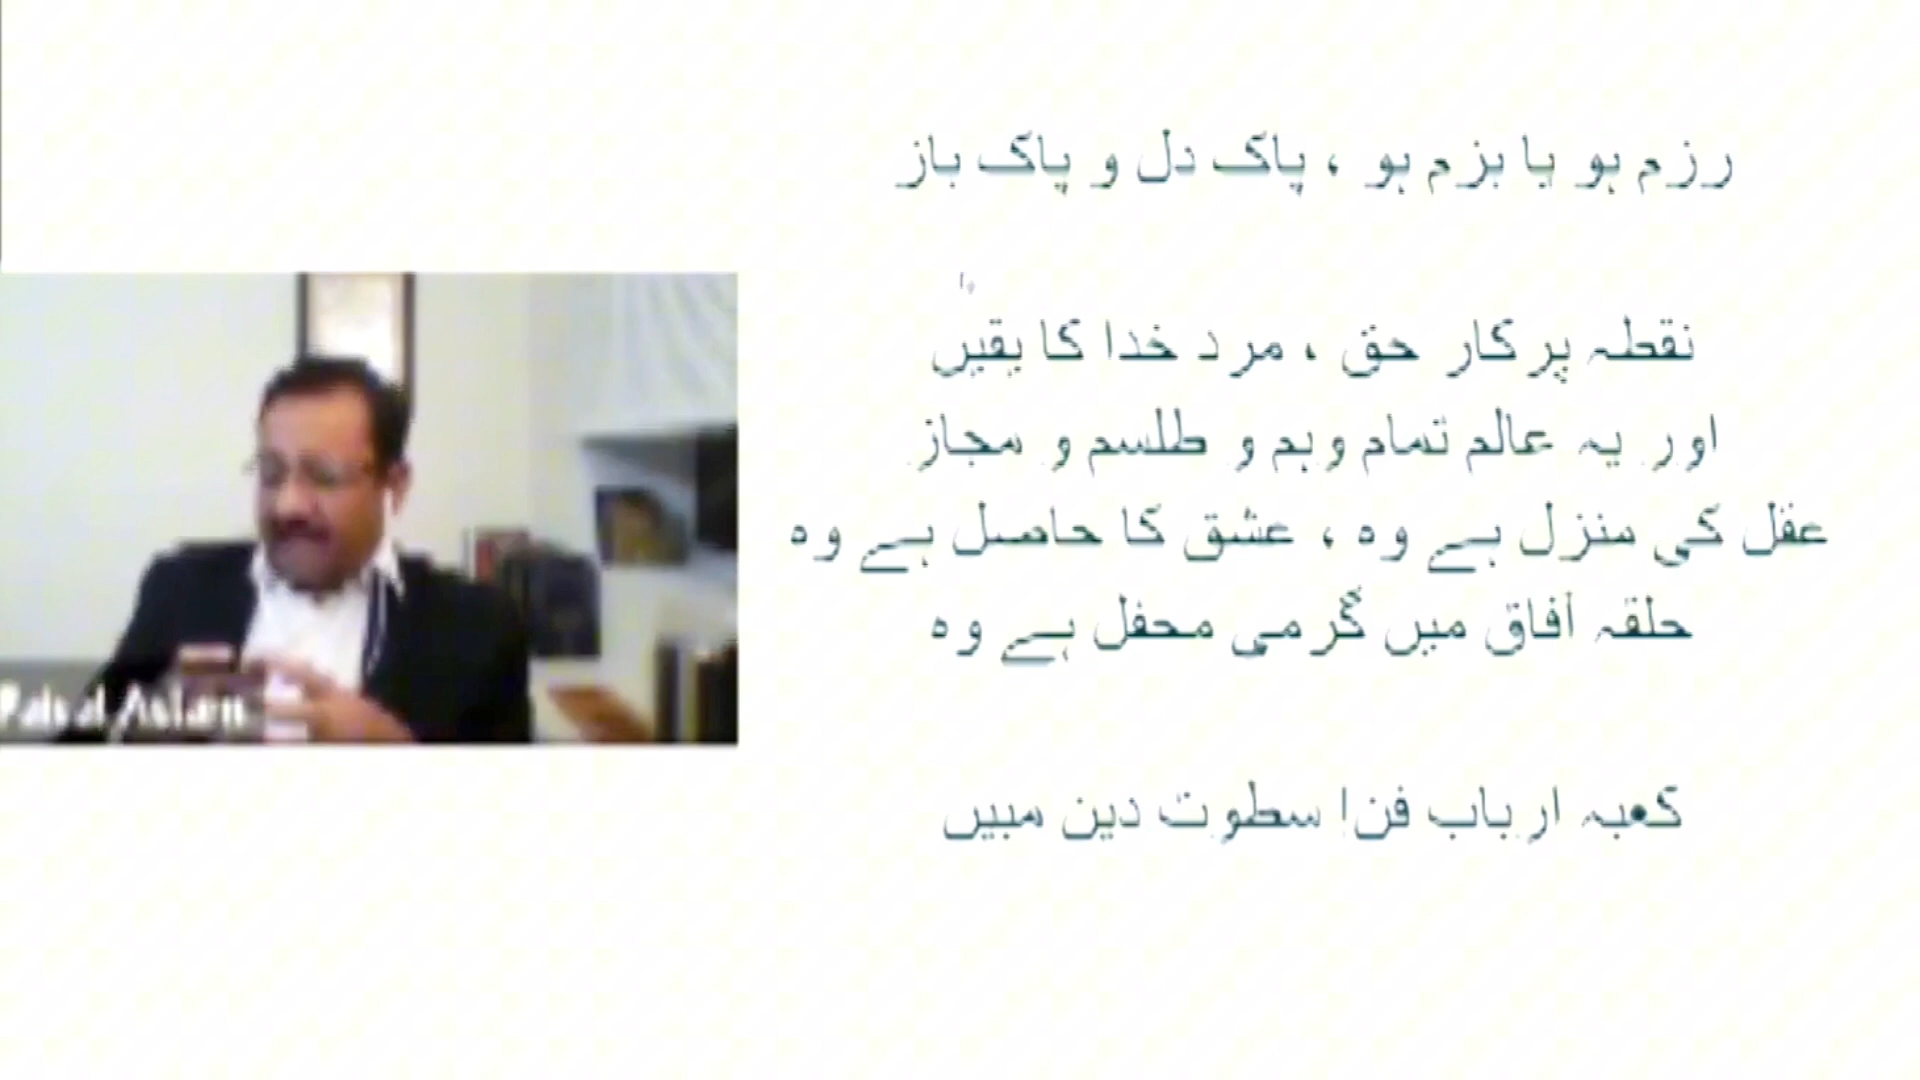 رزم ہو یا بزم ہو ، پاک دل و پاک باز
نقطہ پرکار حق ، مرد خدا کا یقیں
اور یہ عالم تمام وہم و طلسم و مجاز
عقل کی منزل ہے وہ ، عشق کا حاصل ہے وہ
حلقہ آفاق میں گرمی محفل ہے وہ
کعبہ ارباب فن! سطوت دین مبیں
Aslam